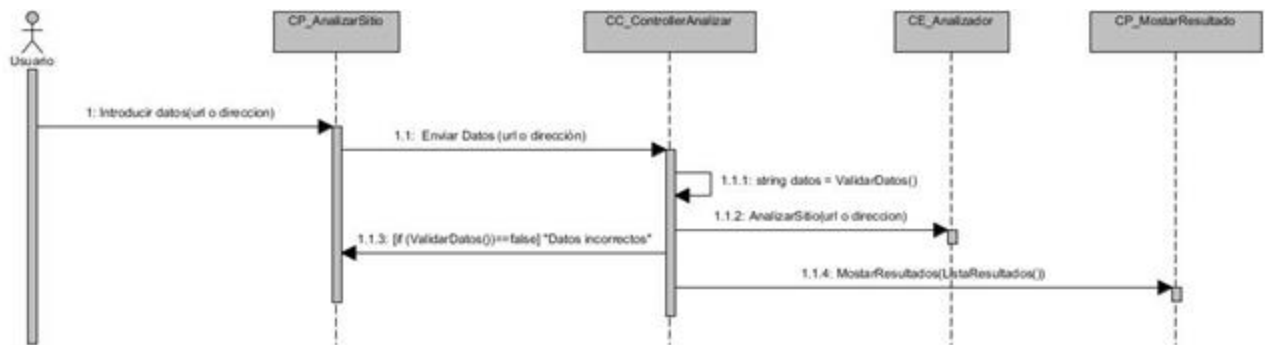 CP_AnalizarSitio
CC_ControllerAnalizar
CE_Analizador
CP_MostarResultado
Usuario
1: Introducir datos(url o direccion)
1.1: Enviar Datos (url o dirección)
1.1.1: string datos = ValidarDatos()
1.1.2: AnalizarSitio(url o direccion)
1.1.3: [if (ValidarDatos())==false] "Datos incorrectos"
1.1.4: MostarResultados(ListaResultados())